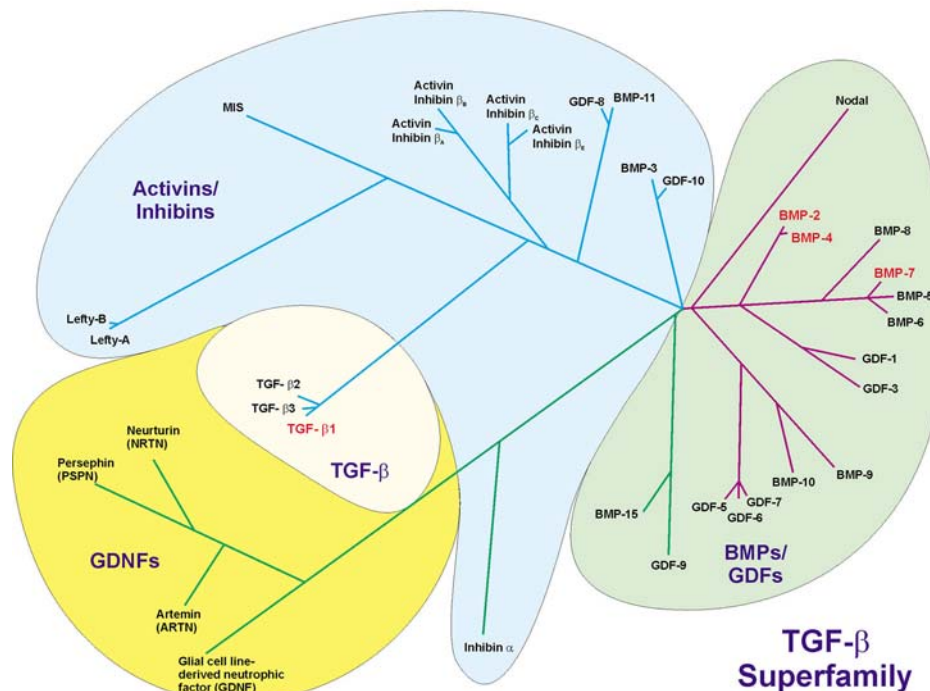 MIS
Activin
Inhibin βB
Activin
Inhibin βA
Activin
Inhibin βC
Activin
Inhibin βE
GDF-8
BMP-11
BMP-3
GDF-10
Nodal
BMP-2
BMP-4
BMP-8
BMP-7
BMP-5
BMP-6
GDF-1
GDF-3
BMP-9
BMP-10
GDF-5
GDF-7
GDF-6
BMP-15
GDF-9
BMPs/
GDFs
Activins/
Inhibins
Lefty-B
Lefty-A
TGF- β2
TGF- β3
TGF- β1
TGF-β
Neurturin
(NRTN)
Persephin
(PSPN)
GDNFs
Artemin
(ARTN)
Glial cell line-
derived neutrophic
factor (GDNF)
Inhibin α
TGF-β
Superfamily